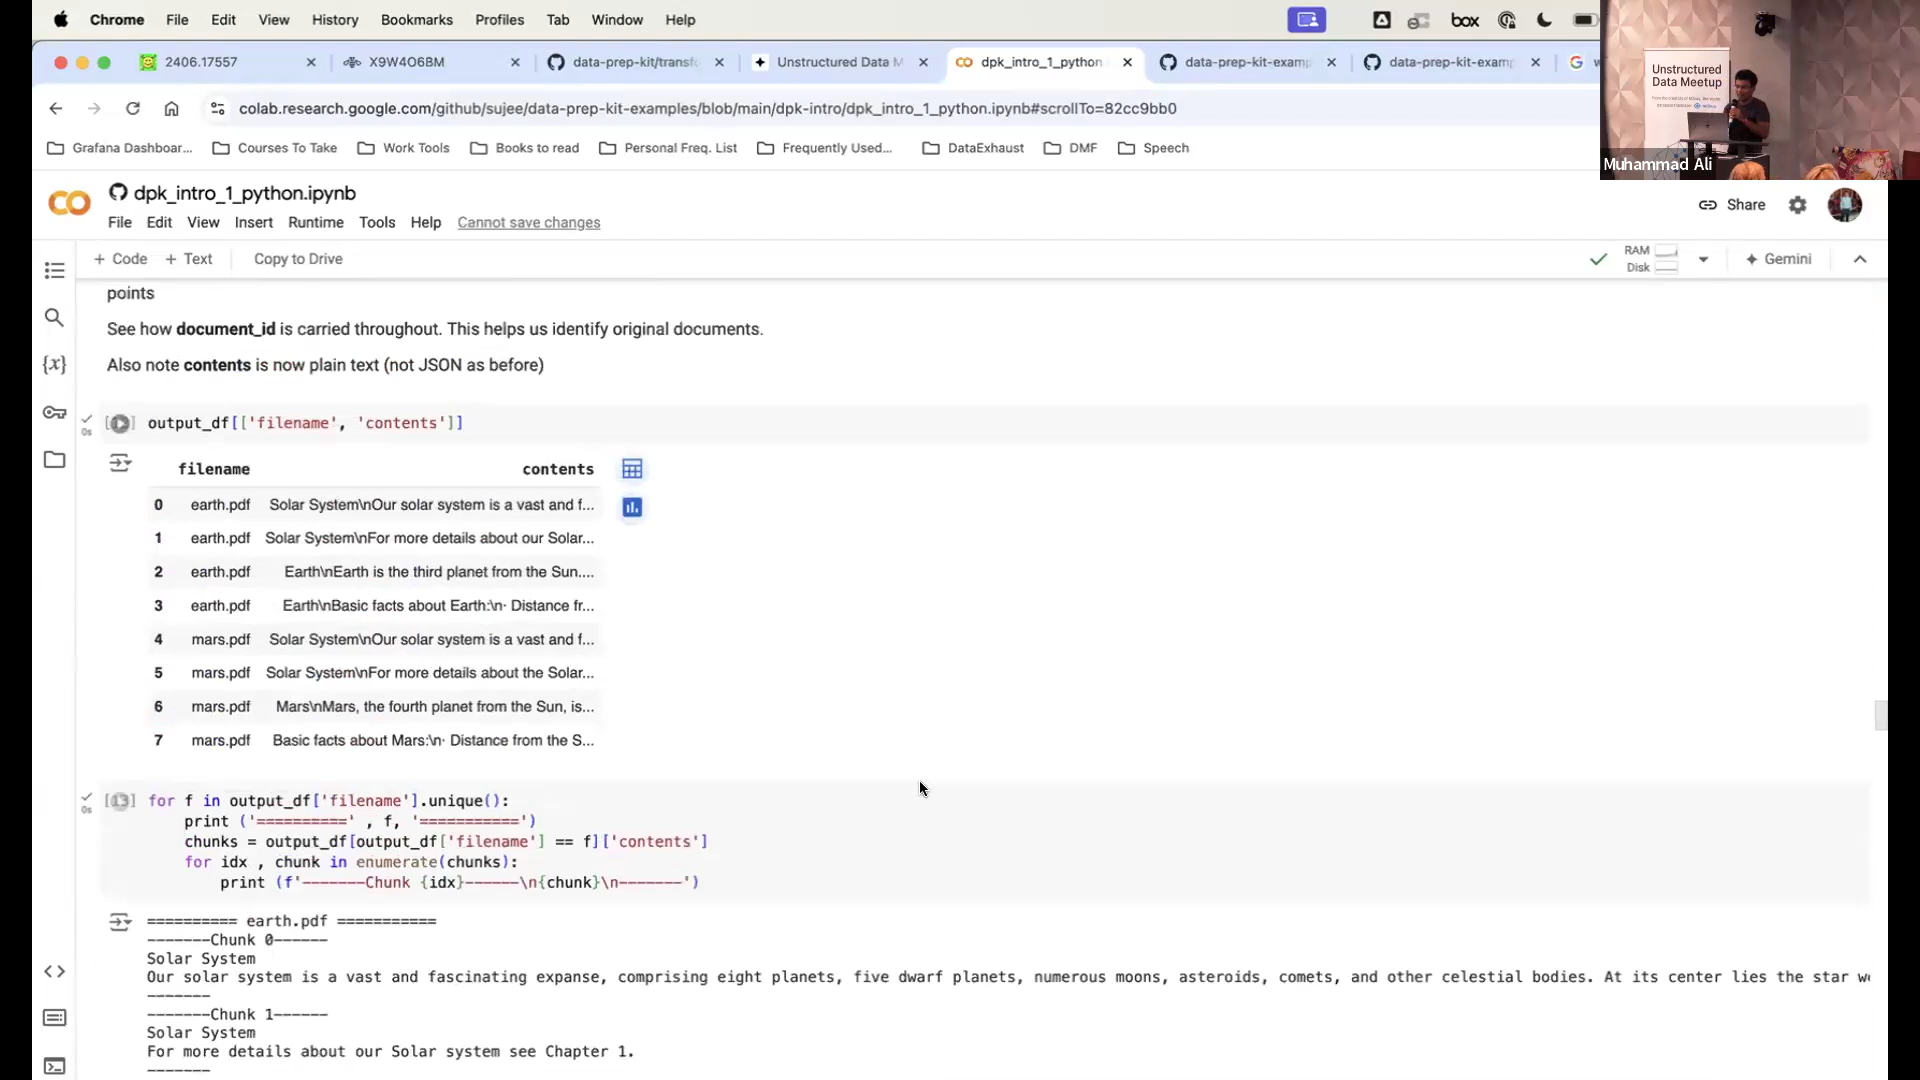 Chrome File Edit View History Bookmarks Profiles Tab Window Help box
2406.17557 X9W4O6BM data-prep-kit/transfo Unstructured Data M dpk_intro_1_python. data-prep-kit-examp data-prep-kit-examp
colab.research.google.com/github/sujee/data-prep-kit-examples/blob/main/dpk-intro/dpk_intro_1_python.ipynb#scrollTo=82cc9bb0
Grafana Dashboar... Courses To Take Work Tools Books to read Personal Freq. List Frequently Used... DataExhaust DMF Speech
Unstructured
Data Meetup
Muhammad Ali
dpk_intro_1_python.ipynb
File Edit View Insert Runtime Tools Help Cannot save changes
Share
+ Code + Text Copy to Drive
RAM
Disk
Gemini
points
See how document_id is carried throughout. This helps us identify original documents.
Also note contents is now plain text (not JSON as before)
0s
output_df[['filename', 'contents']]
filename contents
0 earth.pdf Solar System\nOur solar system is a vast and f...
1 earth.pdf Solar System\nFor more details about our Solar...
2 earth.pdf Earth\nEarth is the third planet from the Sun....
3 earth.pdf Earth\nBasic facts about Earth:\n· Distance fr...
4 mars.pdf Solar System\nOur solar system is a vast and f...
5 mars.pdf Solar System\nFor more details about the Solar...
6 mars.pdf Mars\nMars, the fourth planet from the Sun, is...
7 mars.pdf Basic facts about Mars:\n· Distance from the S...
0s
[13] for f in output_df['filename'].unique():
print ('==========' , f, '===========')
chunks = output_df[output_df['filename'] == f]['contents']
for idx , chunk in enumerate(chunks):
print (f'-------Chunk {idx}------\n{chunk}\n-------')
========== earth.pdf ===========
-------Chunk 0------
Solar System
Our solar system is a vast and fascinating expanse, comprising eight planets, five dwarf planets, numerous moons, asteroids, comets, and other celestial bodies. At its center lies the star we
-------
-------Chunk 1------
Solar System
For more details about our Solar system see Chapter 1.
-------